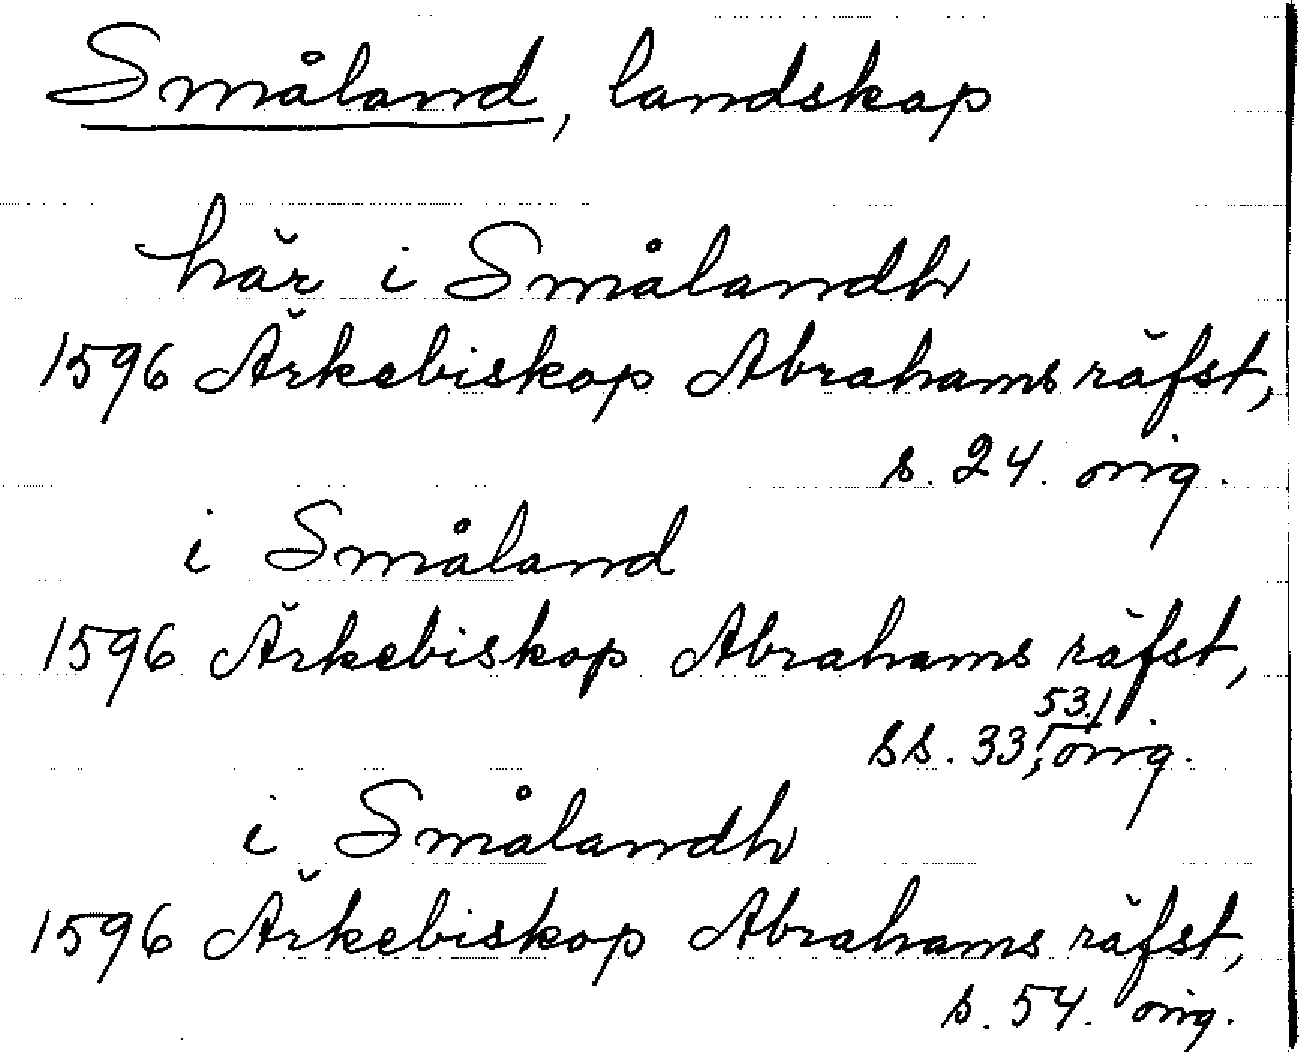 Småland, landskap
här i Smålandh
1596 Ärkebiskop Abrahams räfst,
s. 24. orig.
i Småland
1596 Ärkebiskop Abrahams räfst,
ss. 33, 53, orig.
i Smålandh
1596 Ärkebiskop Abrahams räfst,
s. 54. orig.